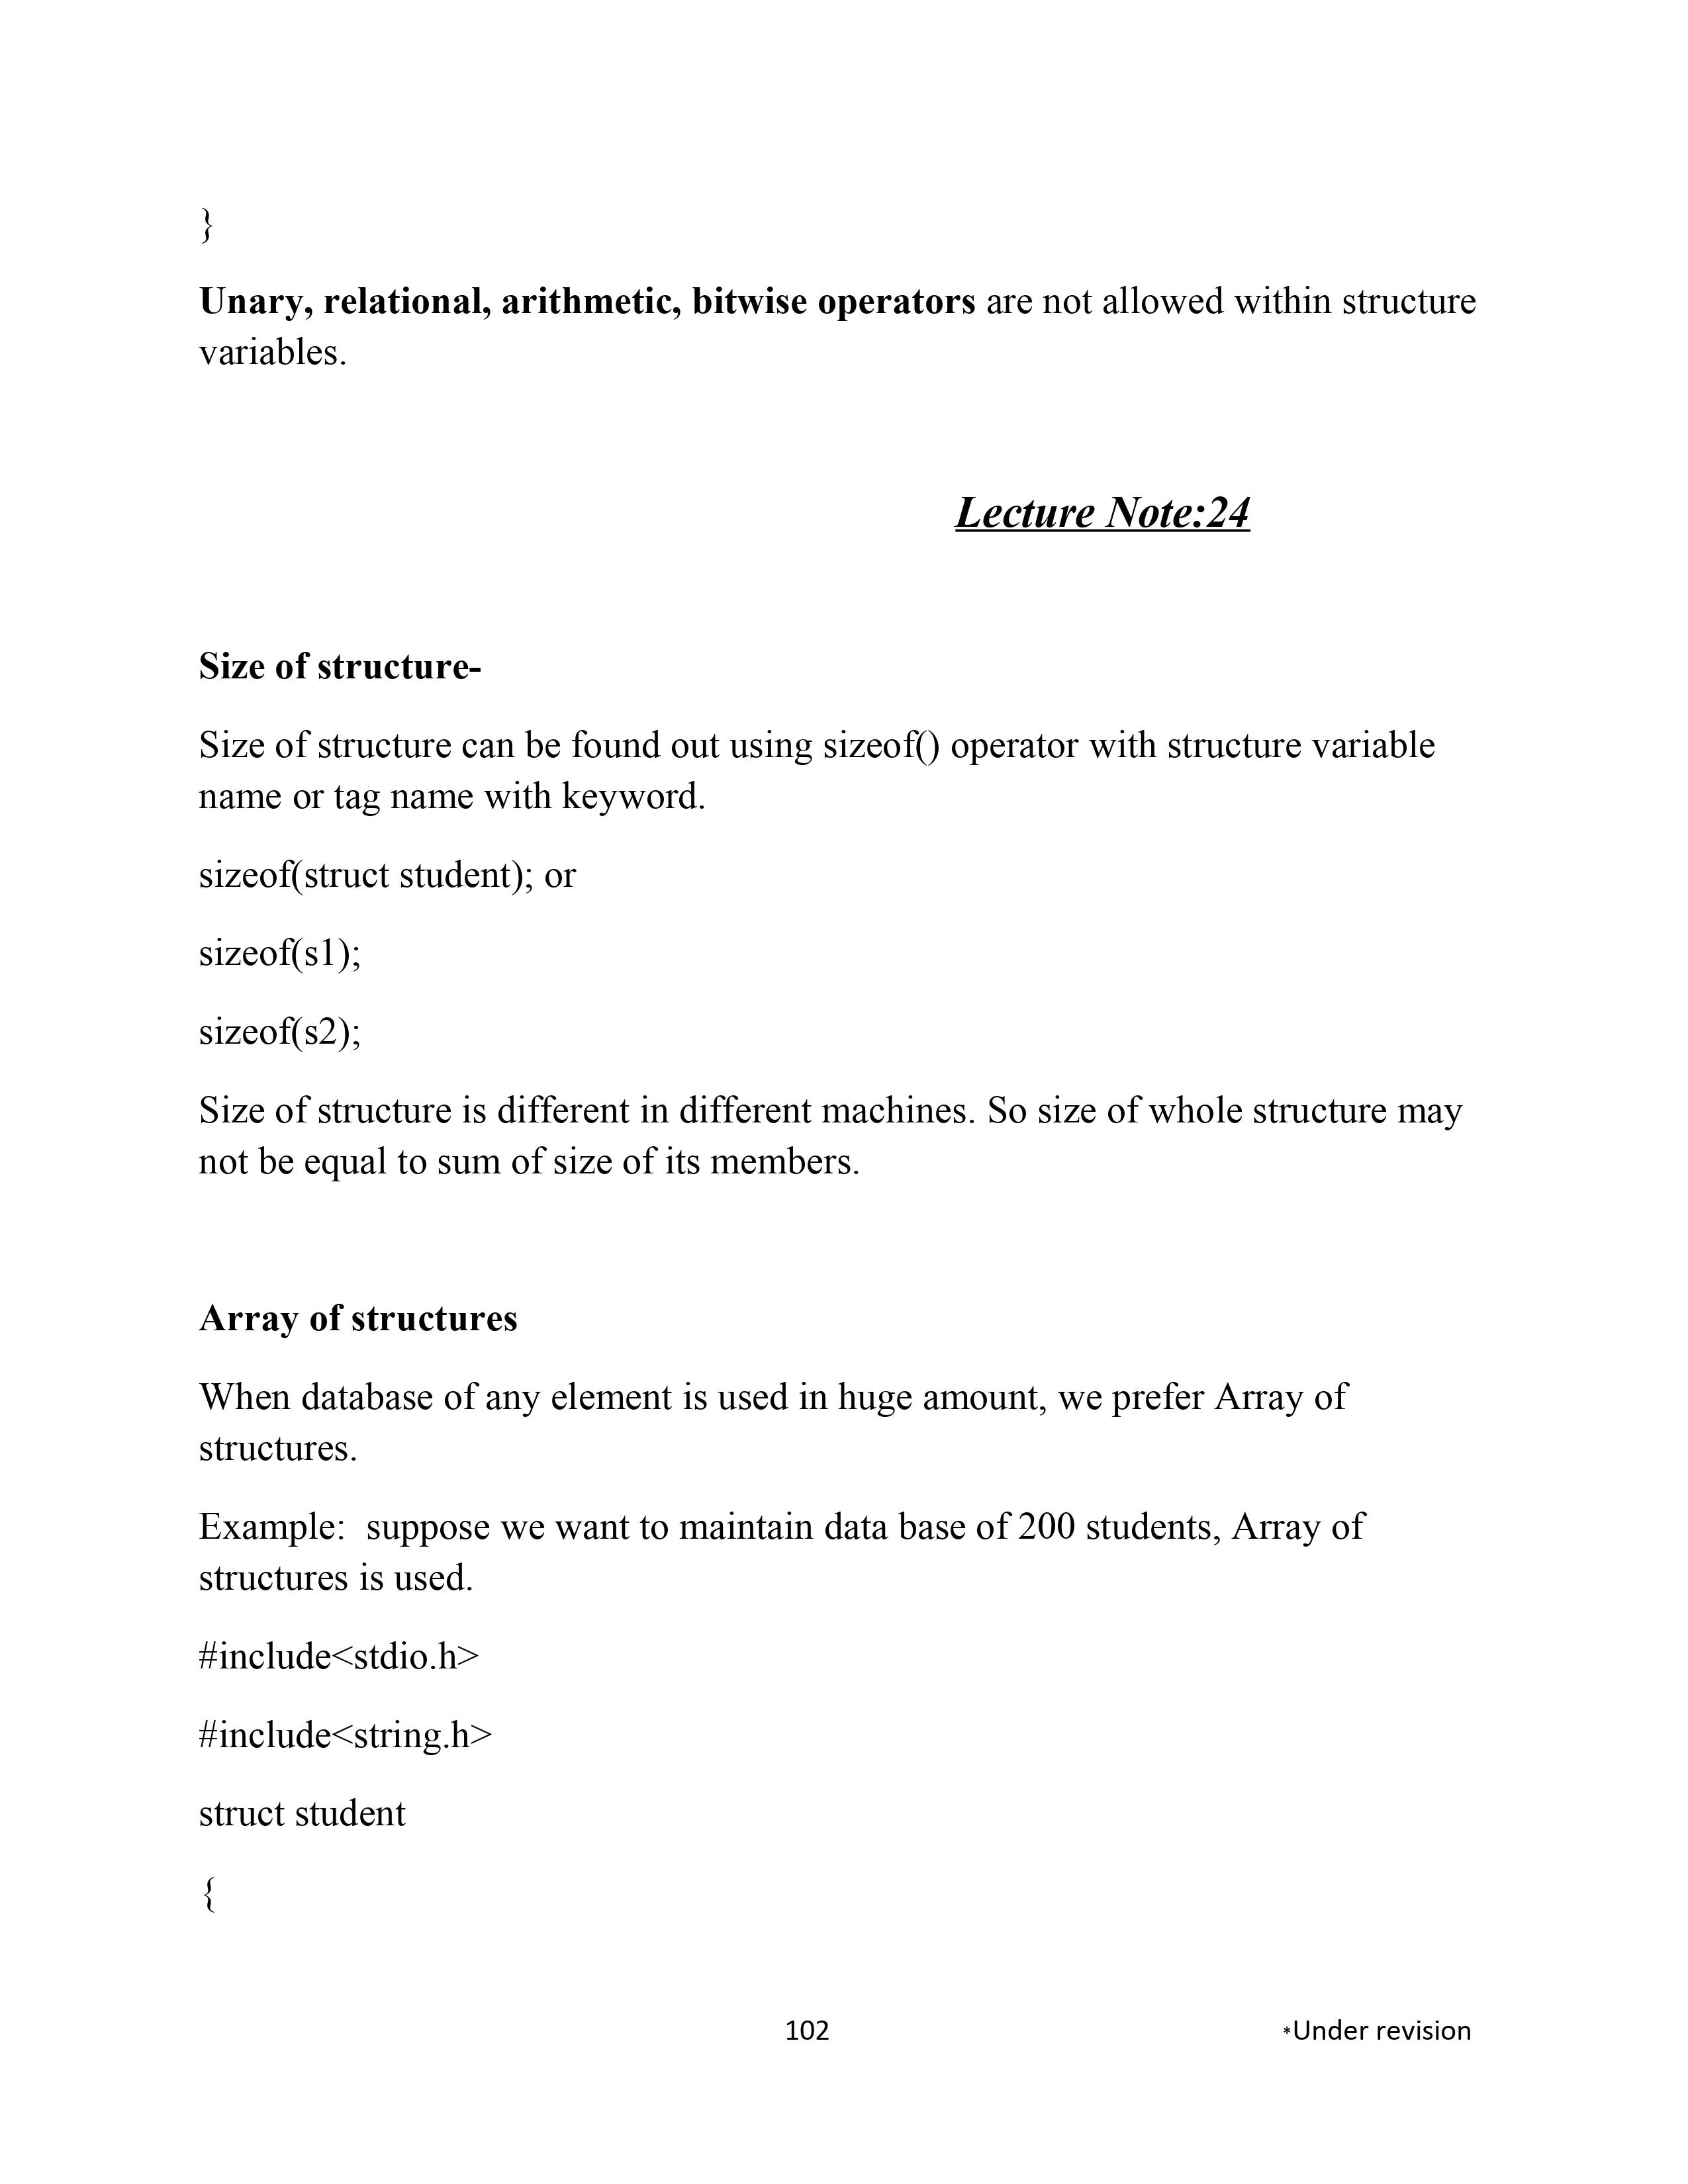 }
Unary, relational, arithmetic, bitwise operators are not allowed within structure
variables.
Lecture Note:24
Size of structure-
Size of structure can be found out using sizeof() operator with structure variable
name or tag name with keyword.
sizeof(struct student); or
sizeof(s1);
sizeof(s2);
Size of structure is different in different machines. So size of whole structure may
not be equal to sum of size of its members.
Array of structures
When database of any element is used in huge amount, we prefer Array of
structures.
Example:  suppose we want to maintain data base of 200 students, Array of
structures is used.
#include<stdio.h>
#include<string.h>
struct student
{
102 *Under revision